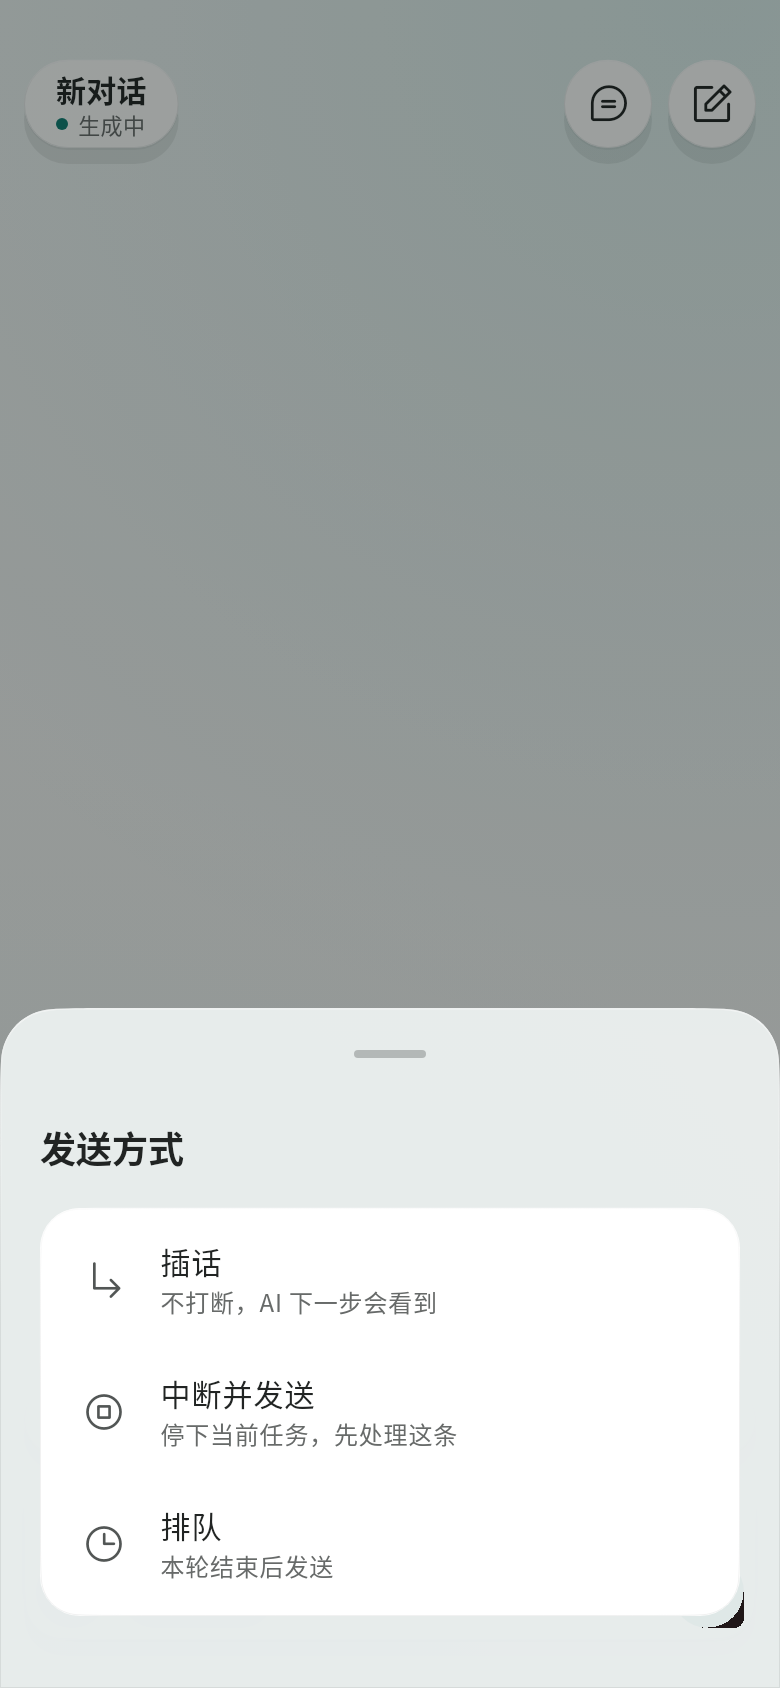 新对话
生成中
发送方式
插话
不打断，AI 下一步会看到
中断并发送
停下当前任务，先处理这条
排队
本轮结束后发送